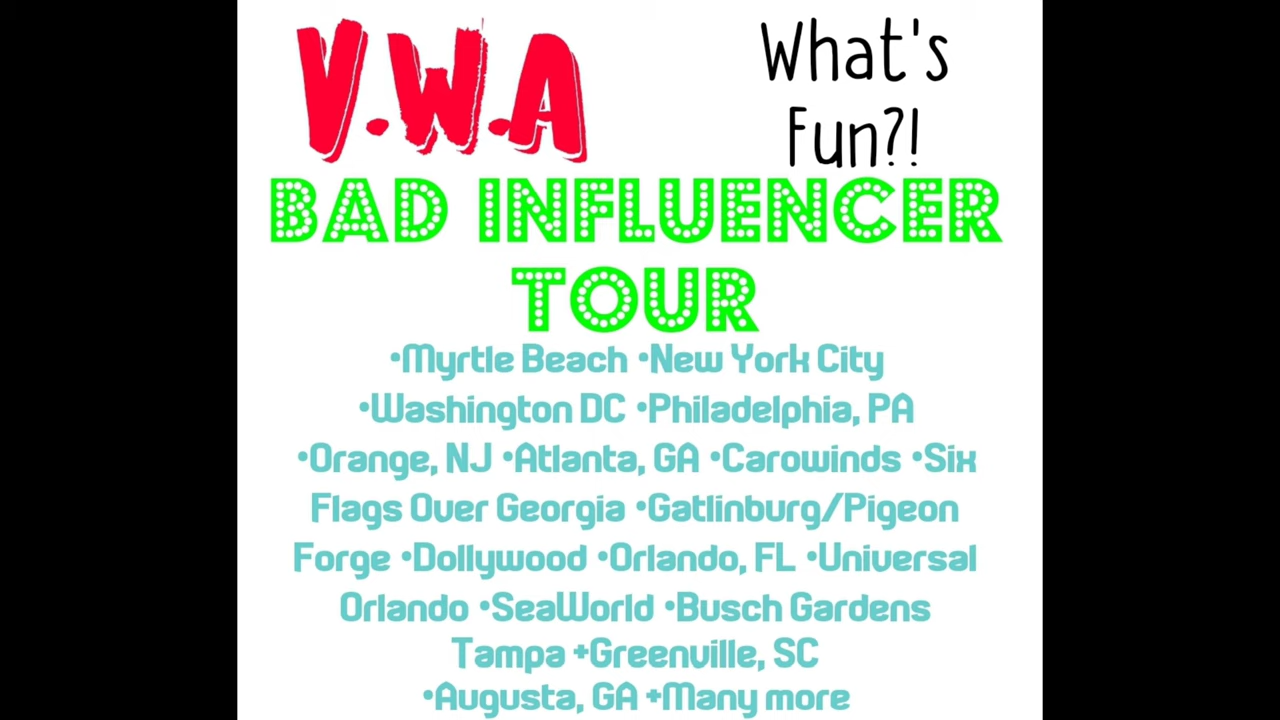 V.W.A
What's
Fun?!
BAD INFLUENCER
TOUR
•Myrtle Beach •New York City
•Washington DC •Philadelphia, PA
•Orange, NJ •Atlanta, GA •Carowinds •Six
Flags Over Georgia •Gatlinburg/Pigeon
Forge •Dollywood •Orlando, FL •Universal
Orlando •SeaWorld •Busch Gardens
Tampa +Greenville, SC
•Augusta, GA +Many more